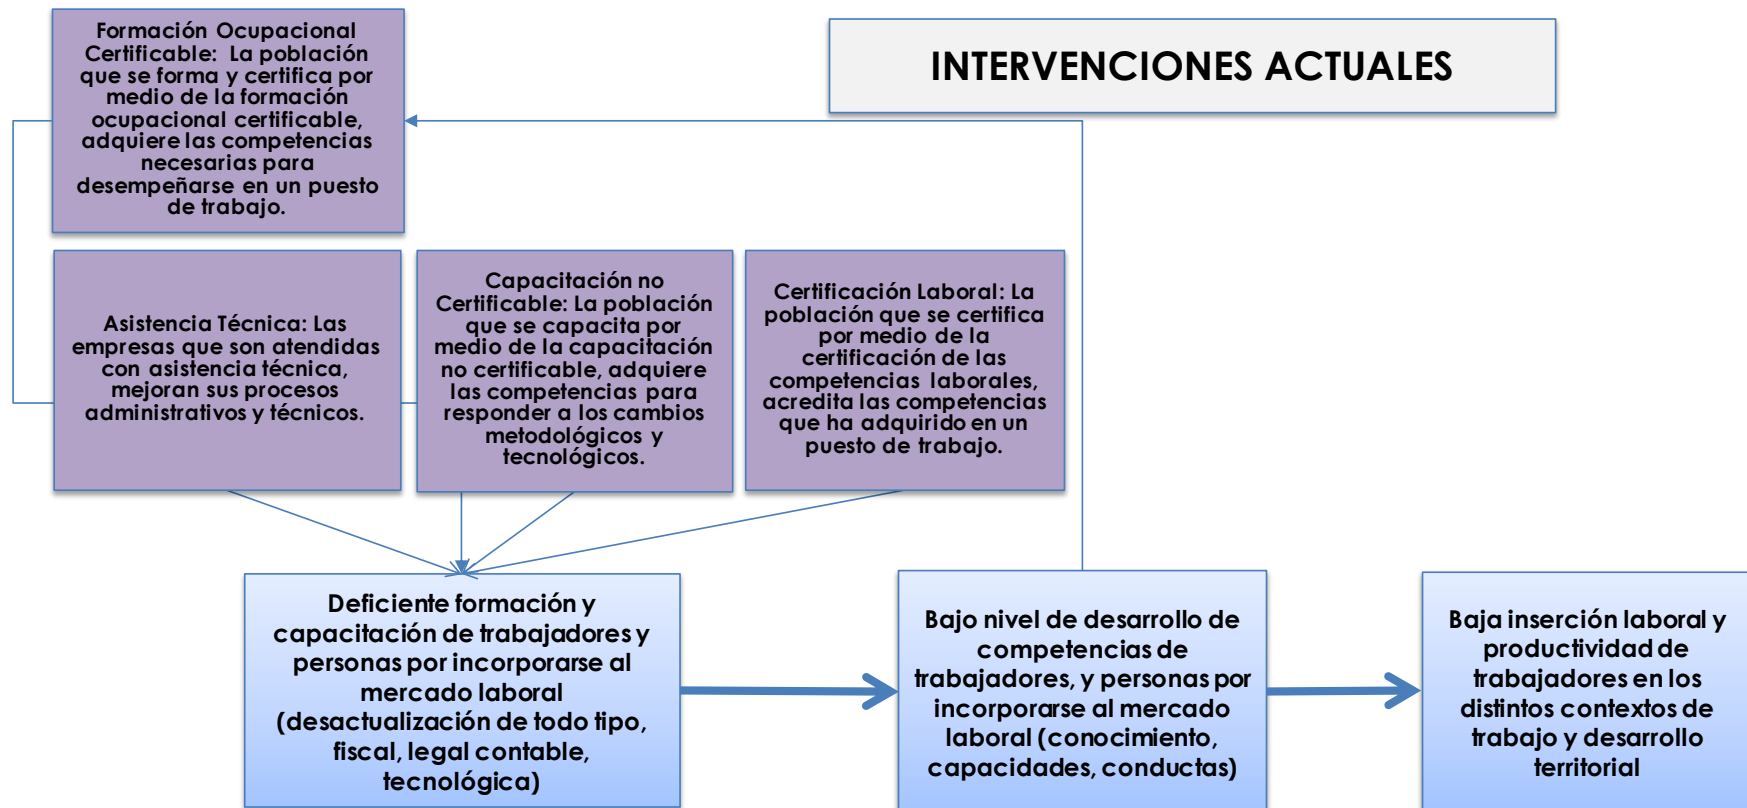 Formación Ocupacional
Certificable: La población
que se forma y certifica por
medio de la formación
ocupacional certificable,
adquiere las competencias
necesarias para
desempeñarse en un puesto
de trabajo.
INTERVENCIONES ACTUALES
Asistencia Técnica: Las
empresas que son atendidas
con asistencia técnica,
mejoran sus procesos
administrativos y técnicos.
Capacitación no
Certificable: La población
que se capacita por
medio de la capacitación
no certificable, adquiere
las competencias para
responder a los cambios
metodológicos y
tecnológicos.
Certificación Laboral: La
población que se certifica
por medio de la
certificación de las
competencias laborales,
acredita las competencias
que ha adquirido en un
puesto de trabajo.
Deficiente formación y
capacitación de trabajadores y
personas por incorporarse al
mercado laboral
(desactualización de todo tipo,
fiscal, legal contable,
tecnológica)
Bajo nivel de desarrollo de
competencias de
trabajadores, y personas por
incorporarse al mercado
laboral (conocimiento,
capacidades, conductas)
Baja inserción laboral y
productividad de
trabajadores en los
distintos contextos de
trabajo y desarrollo
territorial